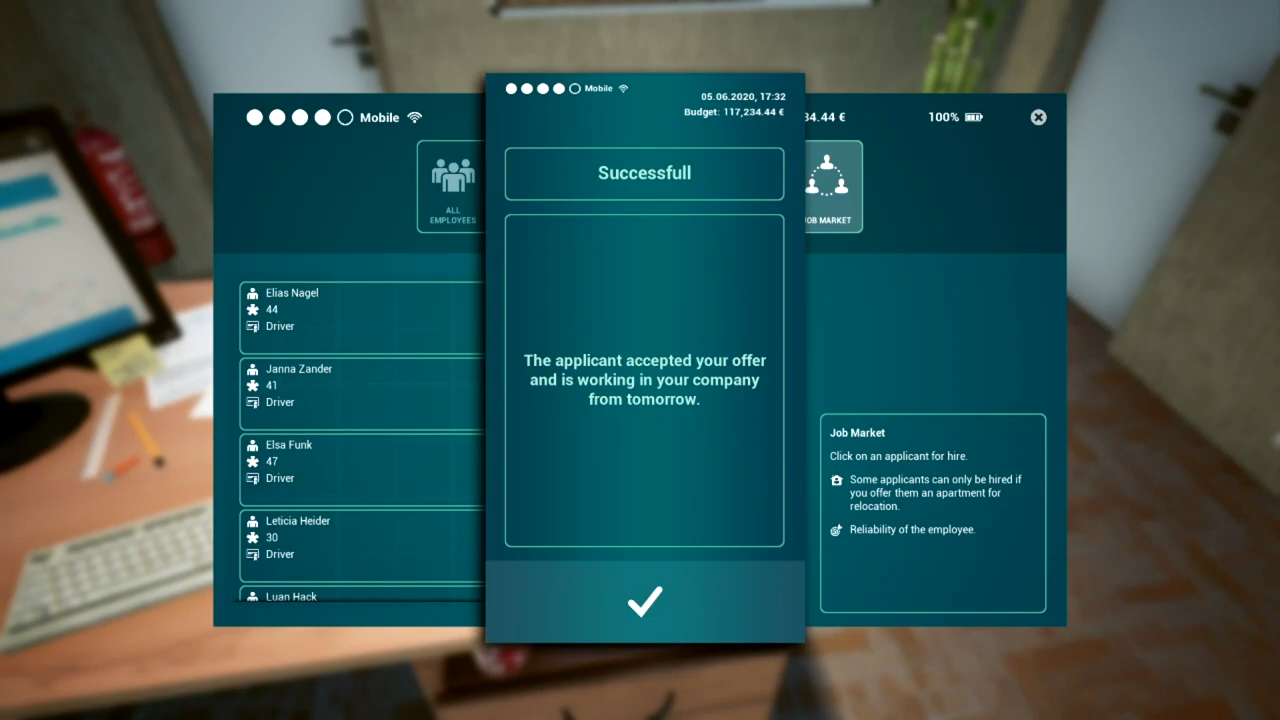 Mobile
05.06.2020, 17:32
Budget: 117,234.44 €
Mobile
34.44 €
100%
ALL
EMPLOYEES
JOB MARKET
Successfull
The applicant accepted your offer
and is working in your company
from tomorrow.
Elias Nagel
44
Driver
Janna Zander
41
Driver
Elsa Funk
47
Driver
Leticia Heider
30
Driver
Luan Hack
Job Market
Click on an applicant for hire.
Some applicants can only be hired if
you offer them an apartment for
relocation.
Reliability of the employee.